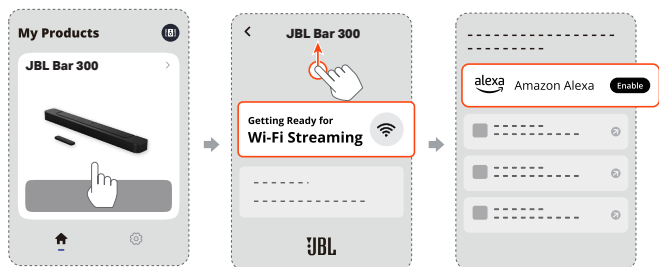 My Products
JBL Bar 300
JBL Bar 300
Getting Ready for
Wi-Fi Streaming
JBL
alexa
Amazon Alexa
Enable